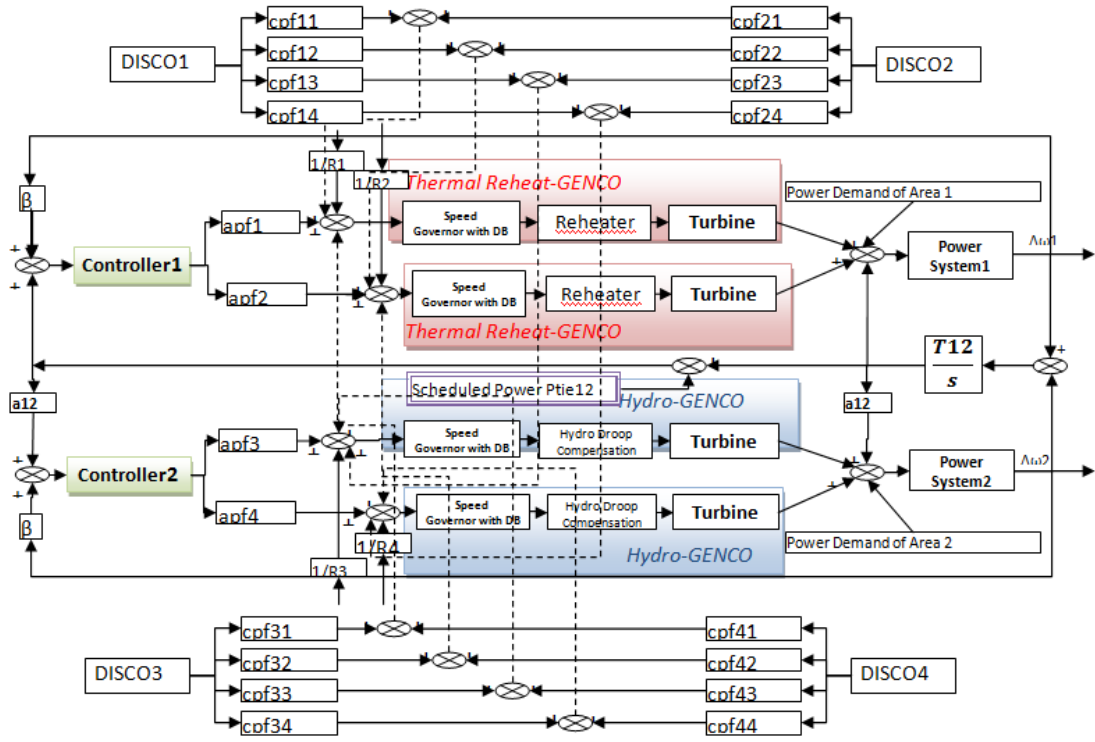 cpf11
cpf21
cpf12
cpf22
DISCO1
DISCO2
cpf13
cpf23
cpf14
cpf24
1/R1
1/R2
Thermal Reheat-GENCO
Power Demand of Area 1
β
apf1
Speed
Governor with DB
Reheater
Turbine
Controller1
Power
System1
Δω1
apf2
Speed
Governor with DB
Reheater
Turbine
Thermal Reheat-GENCO
T12
s
Scheduled Power Ptie12
a12
a12
Hydro-GENCO
apf3
Speed
Governor with DB
Hydro Droop
Compensation
Turbine
Controller2
Power
System2
Δω2
apf4
Speed
Governor with DB
Hydro Droop
Compensation
Turbine
β
1/R4
Power Demand of Area 2
Hydro-GENCO
1/R3
cpf31
cpf41
cpf32
cpf42
DISCO3
DISCO4
cpf33
cpf43
cpf34
cpf44